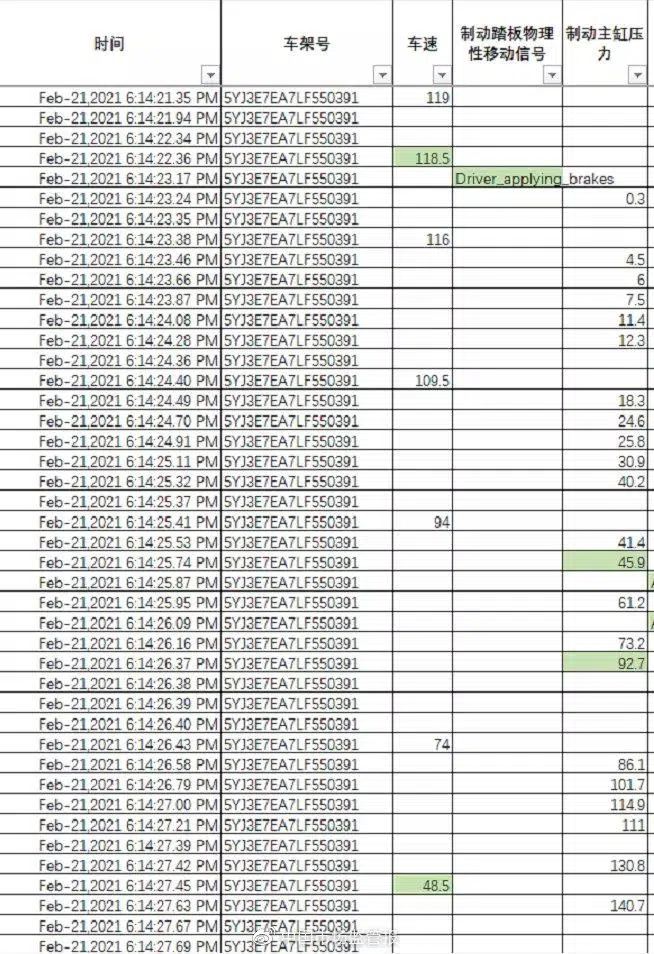 时间 车架号 车速 制动踏板物理性移动信号 制动主缸压力
Feb-21,2021 6:14:21.35 PM 5YJ3E7EA7LF550391 119
Feb-21,2021 6:14:21.94 PM 5YJ3E7EA7LF550391
Feb-21,2021 6:14:22.34 PM 5YJ3E7EA7LF550391
Feb-21,2021 6:14:22.36 PM 5YJ3E7EA7LF550391 118.5
Feb-21,2021 6:14:23.17 PM 5YJ3E7EA7LF550391 Driver_applying_brakes
Feb-21,2021 6:14:23.24 PM 5YJ3E7EA7LF550391 0.3
Feb-21,2021 6:14:23.35 PM 5YJ3E7EA7LF550391
Feb-21,2021 6:14:23.38 PM 5YJ3E7EA7LF550391 116
Feb-21,2021 6:14:23.46 PM 5YJ3E7EA7LF550391 4.5
Feb-21,2021 6:14:23.66 PM 5YJ3E7EA7LF550391 6
Feb-21,2021 6:14:23.87 PM 5YJ3E7EA7LF550391 7.5
Feb-21,2021 6:14:24.08 PM 5YJ3E7EA7LF550391 11.4
Feb-21,2021 6:14:24.28 PM 5YJ3E7EA7LF550391 12.3
Feb-21,2021 6:14:24.36 PM 5YJ3E7EA7LF550391
Feb-21,2021 6:14:24.40 PM 5YJ3E7EA7LF550391 109.5
Feb-21,2021 6:14:24.49 PM 5YJ3E7EA7LF550391 18.3
Feb-21,2021 6:14:24.70 PM 5YJ3E7EA7LF550391 24.6
Feb-21,2021 6:14:24.91 PM 5YJ3E7EA7LF550391 25.8
Feb-21,2021 6:14:25.11 PM 5YJ3E7EA7LF550391 30.9
Feb-21,2021 6:14:25.32 PM 5YJ3E7EA7LF550391 40.2
Feb-21,2021 6:14:25.37 PM 5YJ3E7EA7LF550391
Feb-21,2021 6:14:25.41 PM 5YJ3E7EA7LF550391 94
Feb-21,2021 6:14:25.53 PM 5YJ3E7EA7LF550391 41.4
Feb-21,2021 6:14:25.74 PM 5YJ3E7EA7LF550391 45.9
Feb-21,2021 6:14:25.87 PM 5YJ3E7EA7LF550391
Feb-21,2021 6:14:25.95 PM 5YJ3E7EA7LF550391 61.2
Feb-21,2021 6:14:26.09 PM 5YJ3E7EA7LF550391
Feb-21,2021 6:14:26.16 PM 5YJ3E7EA7LF550391 73.2
Feb-21,2021 6:14:26.37 PM 5YJ3E7EA7LF550391 92.7
Feb-21,2021 6:14:26.38 PM 5YJ3E7EA7LF550391
Feb-21,2021 6:14:26.39 PM 5YJ3E7EA7LF550391
Feb-21,2021 6:14:26.40 PM 5YJ3E7EA7LF550391
Feb-21,2021 6:14:26.43 PM 5YJ3E7EA7LF550391 74
Feb-21,2021 6:14:26.58 PM 5YJ3E7EA7LF550391 86.1
Feb-21,2021 6:14:26.79 PM 5YJ3E7EA7LF550391 101.7
Feb-21,2021 6:14:27.00 PM 5YJ3E7EA7LF550391 114.9
Feb-21,2021 6:14:27.21 PM 5YJ3E7EA7LF550391 111
Feb-21,2021 6:14:27.39 PM 5YJ3E7EA7LF550391
Feb-21,2021 6:14:27.42 PM 5YJ3E7EA7LF550391 130.8
Feb-21,2021 6:14:27.45 PM 5YJ3E7EA7LF550391 48.5
Feb-21,2021 6:14:27.63 PM 5YJ3E7EA7LF550391 140.7
Feb-21,2021 6:14:27.67 PM 5YJ3E7EA7LF550391
Feb-21,2021 6:14:27.69 PM 5YJ3E7EA7LF550391
@中国市场监管报